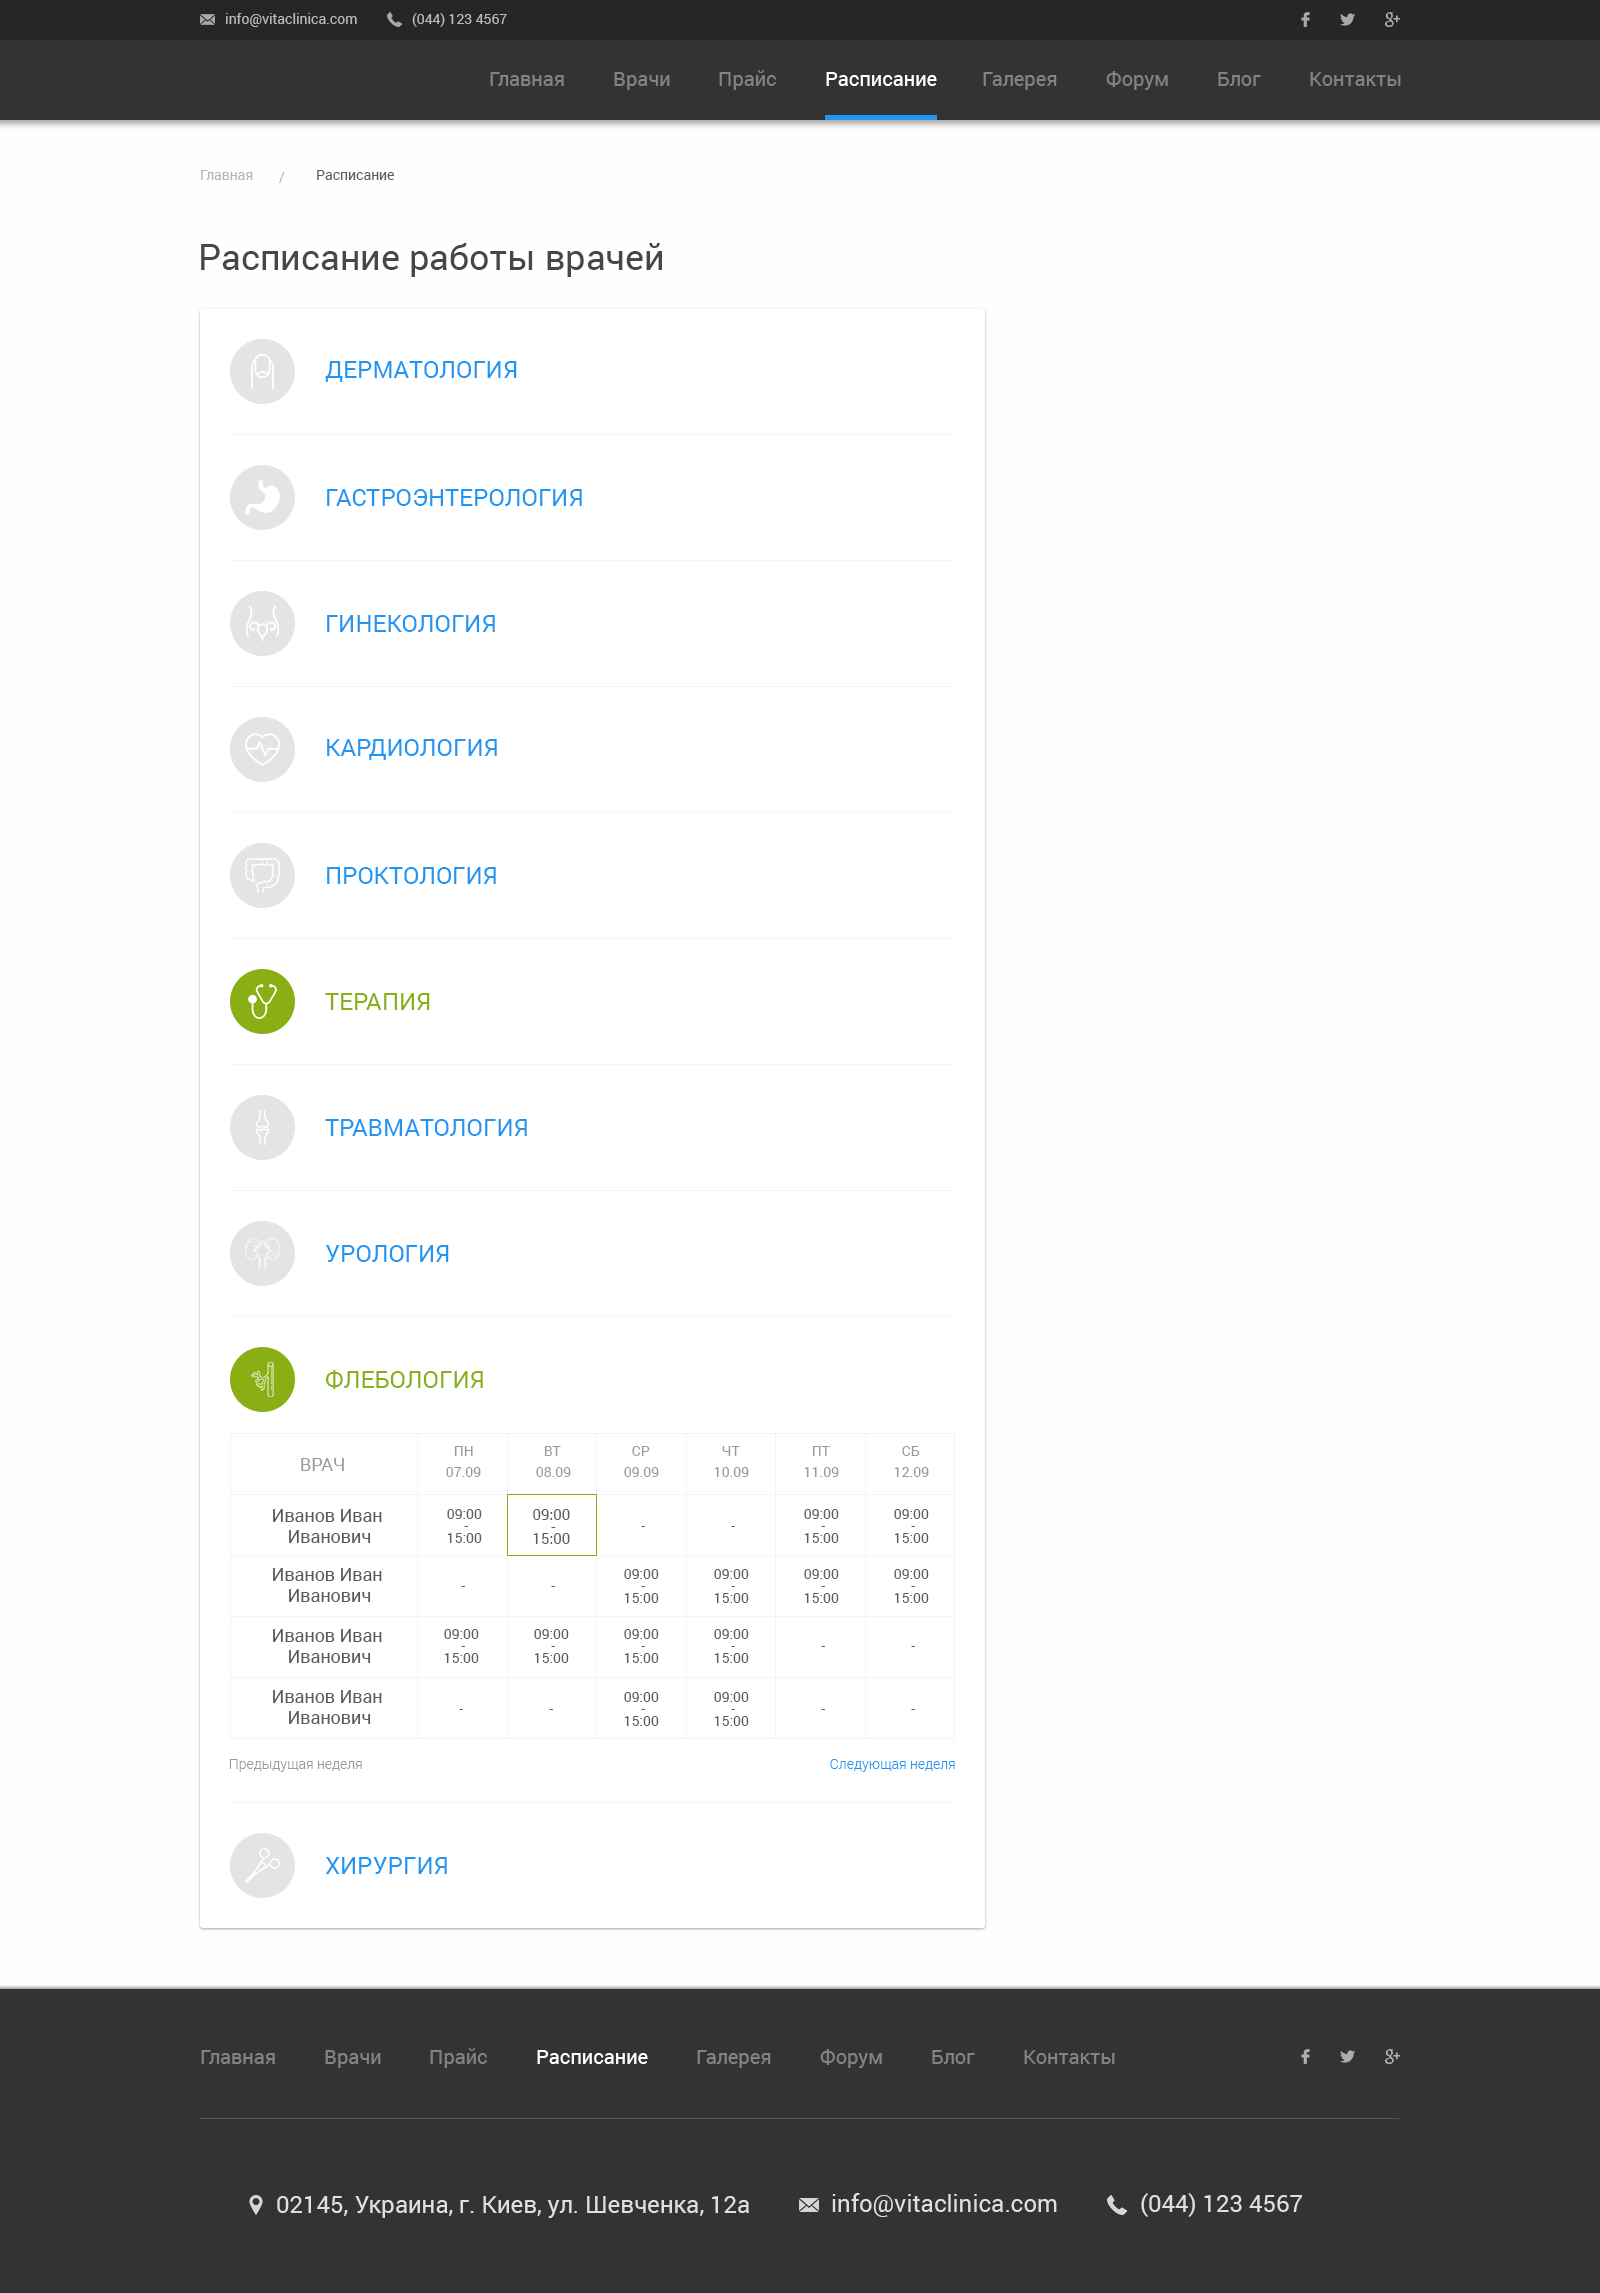 info@vitaclinica.com (044) 123 4567
Главная Врачи Прайс Расписание Галерея Форум Блог Контакты
Главная / Расписание
Расписание работы врачей
ДЕРМАТОЛОГИЯ
ГАСТРОЭНТЕРОЛОГИЯ
ГИНЕКОЛОГИЯ
КАРДИОЛОГИЯ
ПРОКТОЛОГИЯ
ТЕРАПИЯ
ТРАВМАТОЛОГИЯ
УРОЛОГИЯ
ФЛЕБОЛОГИЯ
ВРАЧ ПН 07.09 ВТ 08.09 СР 09.09 ЧТ 10.09 ПТ 11.09 СБ 12.09
Иванов Иван Иванович 09:00 - 15:00 09:00 - 15:00 - - 09:00 - 15:00 09:00 - 15:00
Иванов Иван Иванович - - 09:00 - 15:00 09:00 - 15:00 09:00 - 15:00 09:00 - 15:00
Иванов Иван Иванович 09:00 - 15:00 09:00 - 15:00 09:00 - 15:00 09:00 - 15:00 - -
Иванов Иван Иванович - - 09:00 - 15:00 09:00 - 15:00 - -
Предыдущая неделя Следующая неделя
ХИРУРГИЯ
Главная Врачи Прайс Расписание Галерея Форум Блог Контакты
02145, Украина, г. Киев, ул. Шевченка, 12а info@vitaclinica.com (044) 123 4567